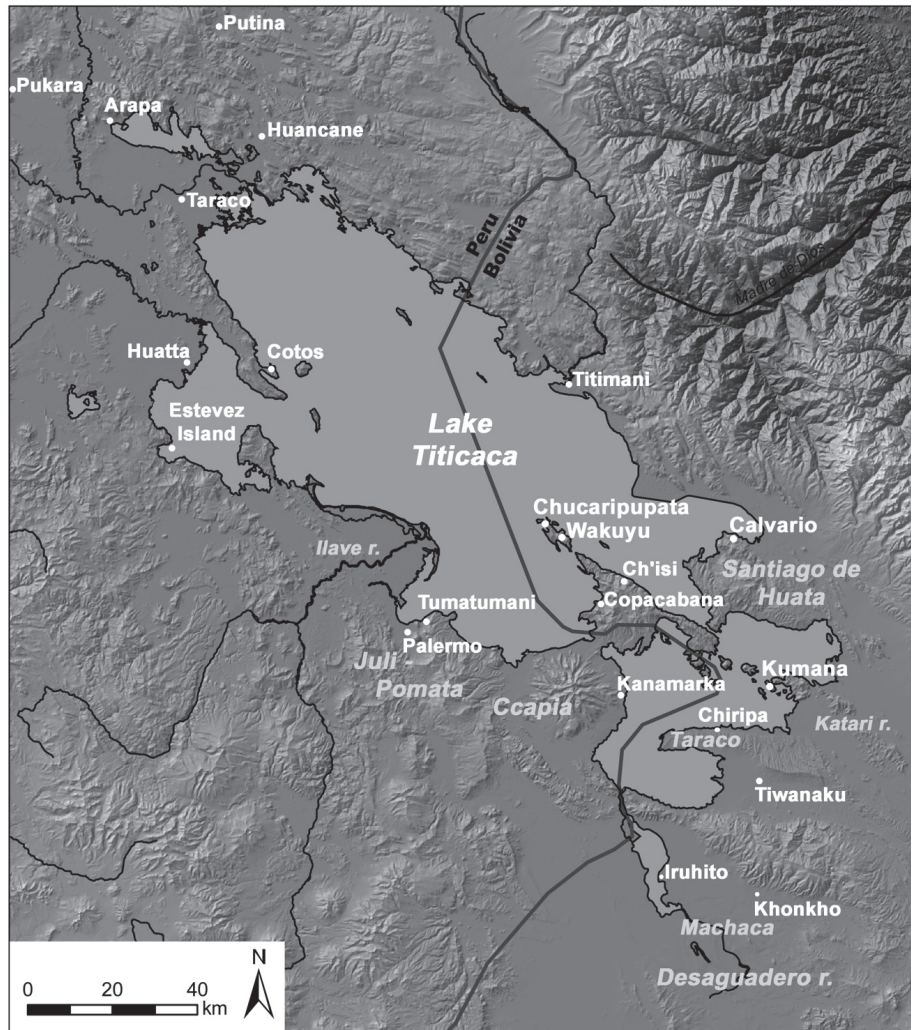 Putina
Pukara
Arapa
Huancane
Taraco
Peru
Bolivia
Madre de Dios
Huatta
Cotos
Titimani
Estevez
Island
Lake
Titicaca
Chucaripupata
Wakuyu
Calvario
Ilave r.
Ch'isi
Santiago de
Huata
Copacabana
Tumatumani
Palermo
Juli -
Pomata
Ccapia
Kanamarka
Kumana
Chiripa
Katari r.
Taraco
Tiwanaku
Iruhito
Khonkho
Machaca
Desaguadero r.
N
0 20 40
km